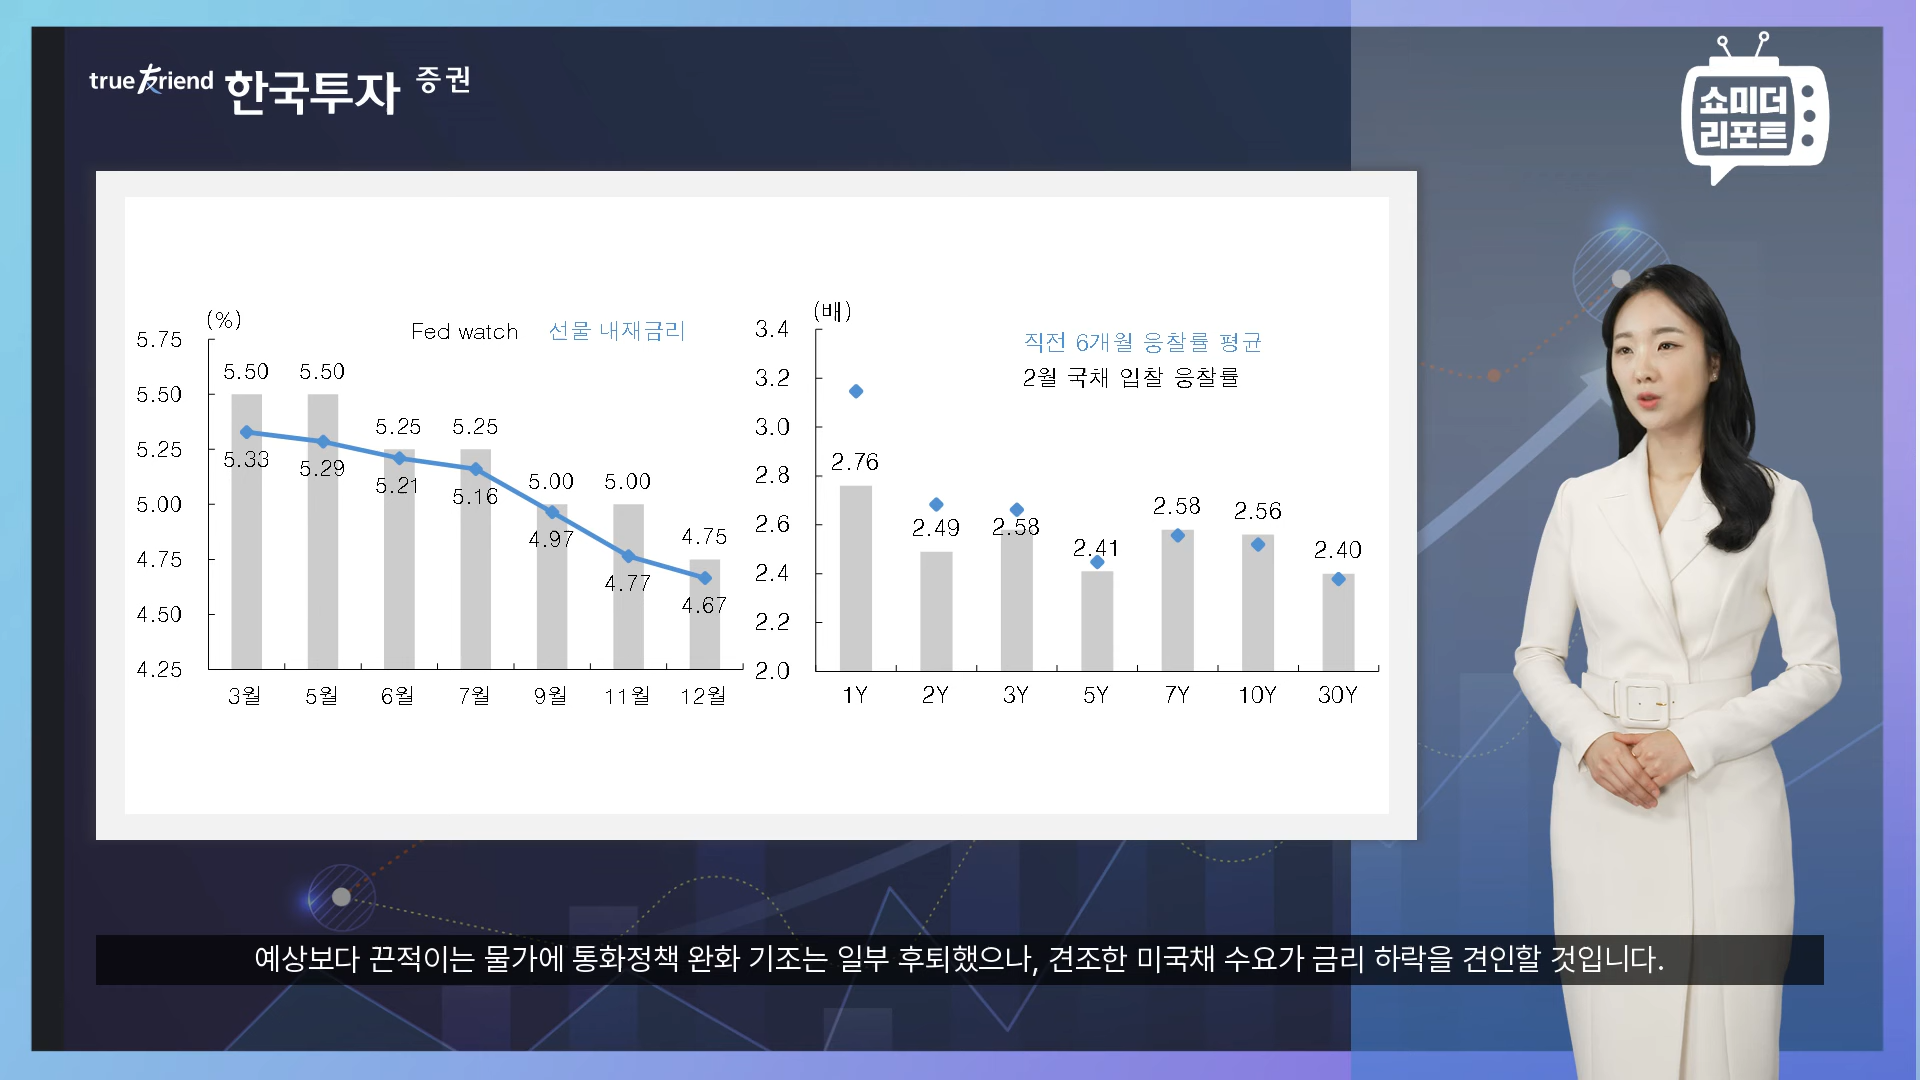 trueFriend 한국투자 증권
쇼미더
리포트
(%)
Fed watch 선물 내재금리
5.75
5.50
5.25
5.00
4.75
4.50
4.25
5.50 5.50 5.25 5.25 5.00 5.00 4.75
5.33 5.29 5.21 5.16 4.97 4.77 4.67
3월 5월 6월 7월 9월 11월 12월
(배)
직전 6개월 응찰률 평균
2월 국채 입찰 응찰률
3.4
3.2
3.0
2.8
2.6
2.4
2.2
2.0
2.76 2.49 2.58 2.41 2.58 2.56 2.40
1Y 2Y 3Y 5Y 7Y 10Y 30Y
예상보다 끈적이는 물가에 통화정책 완화 기조는 일부 후퇴했으나, 견조한 미국채 수요가 금리 하락을 견인할 것입니다.